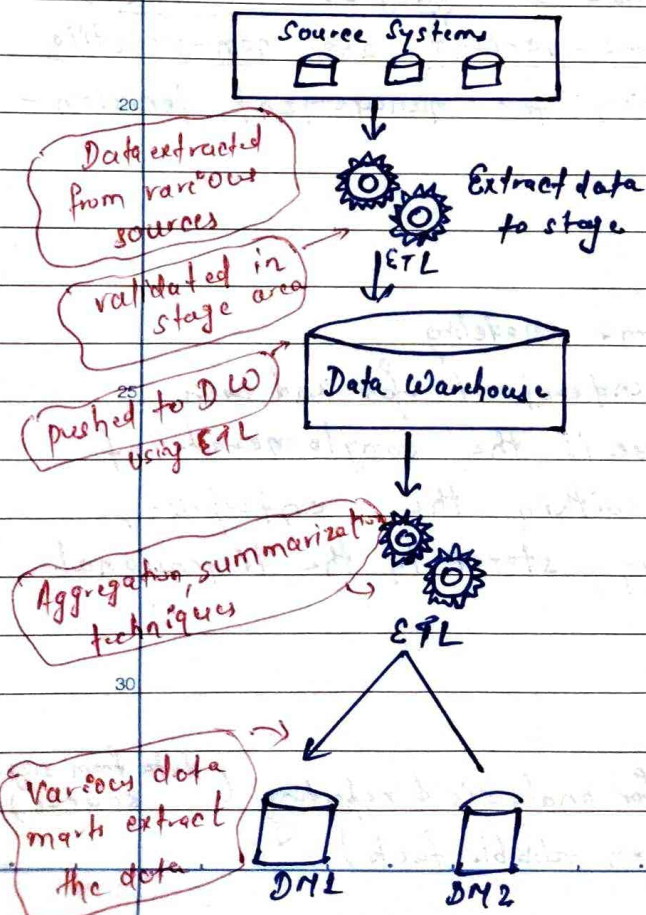 Source Systems
20
Data extracted
from various
sources
Extract data
to stage
ETL
validated in
stage area
25
Data Warehouse
pushed to DW
using ETL
Aggregation, summarization
techniques
ETL
30
Various data
marts extract
the data
DM1
DM2